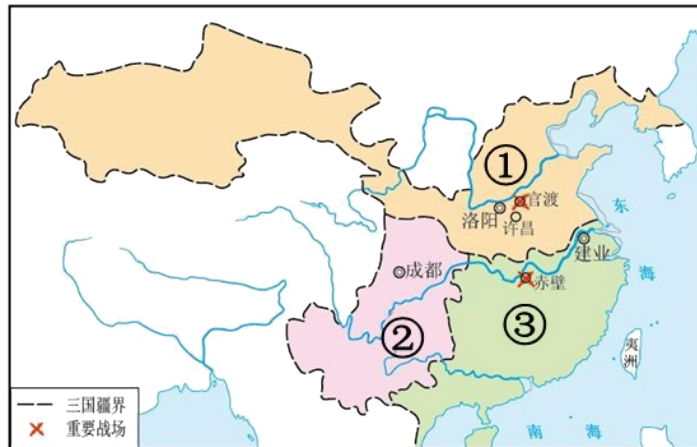 ①
官渡
洛阳
许昌
东
海
建业
成都
赤壁
②
③
夷
洲
南 海
三国疆界
重要战场